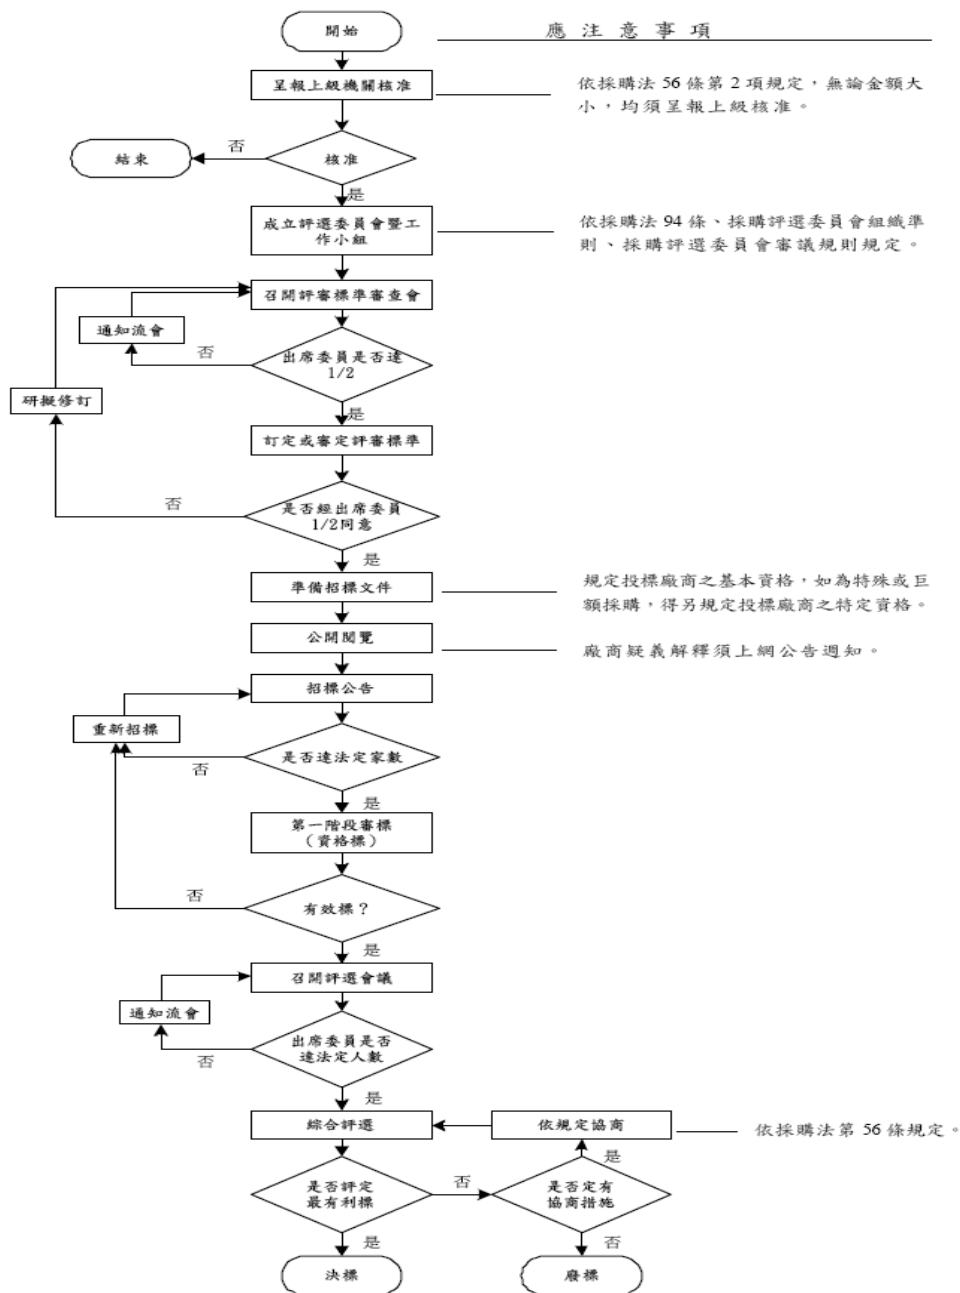 開始
應注意事項
呈報上級機關核准
依採購法 56 條第 2 項規定，無論金額大
小，均須呈報上級核准。
否
結束
核准
是
成立評選委員會暨工
作小組
依採購法 94 條、採購評選委員會組織準
則、採購評選委員會審議規則規定。
召開評審標準審查會
通知流會
否
出席委員是否達
1/2
研擬修訂
是
訂定或審定評審標準
否
是否經出席委員
1/2同意
是
準備招標文件
規定投標廠商之基本資格，如為特殊或巨
額採購，得另規定投標廠商之特定資格。
公開閱覽
廠商疑義解釋須上網公告週知。
招標公告
重新招標
是否達法定家數
否
是
第一階段審標
（資格標）
否
有效標？
是
召開評選會議
通知流會
出席委員是否
達法定人數
否
是
綜合評選
依規定協商
依採購法第 56 條規定。
是
否
是否評定
最有利標
是否定有
協商措施
是
否
決標
廢標